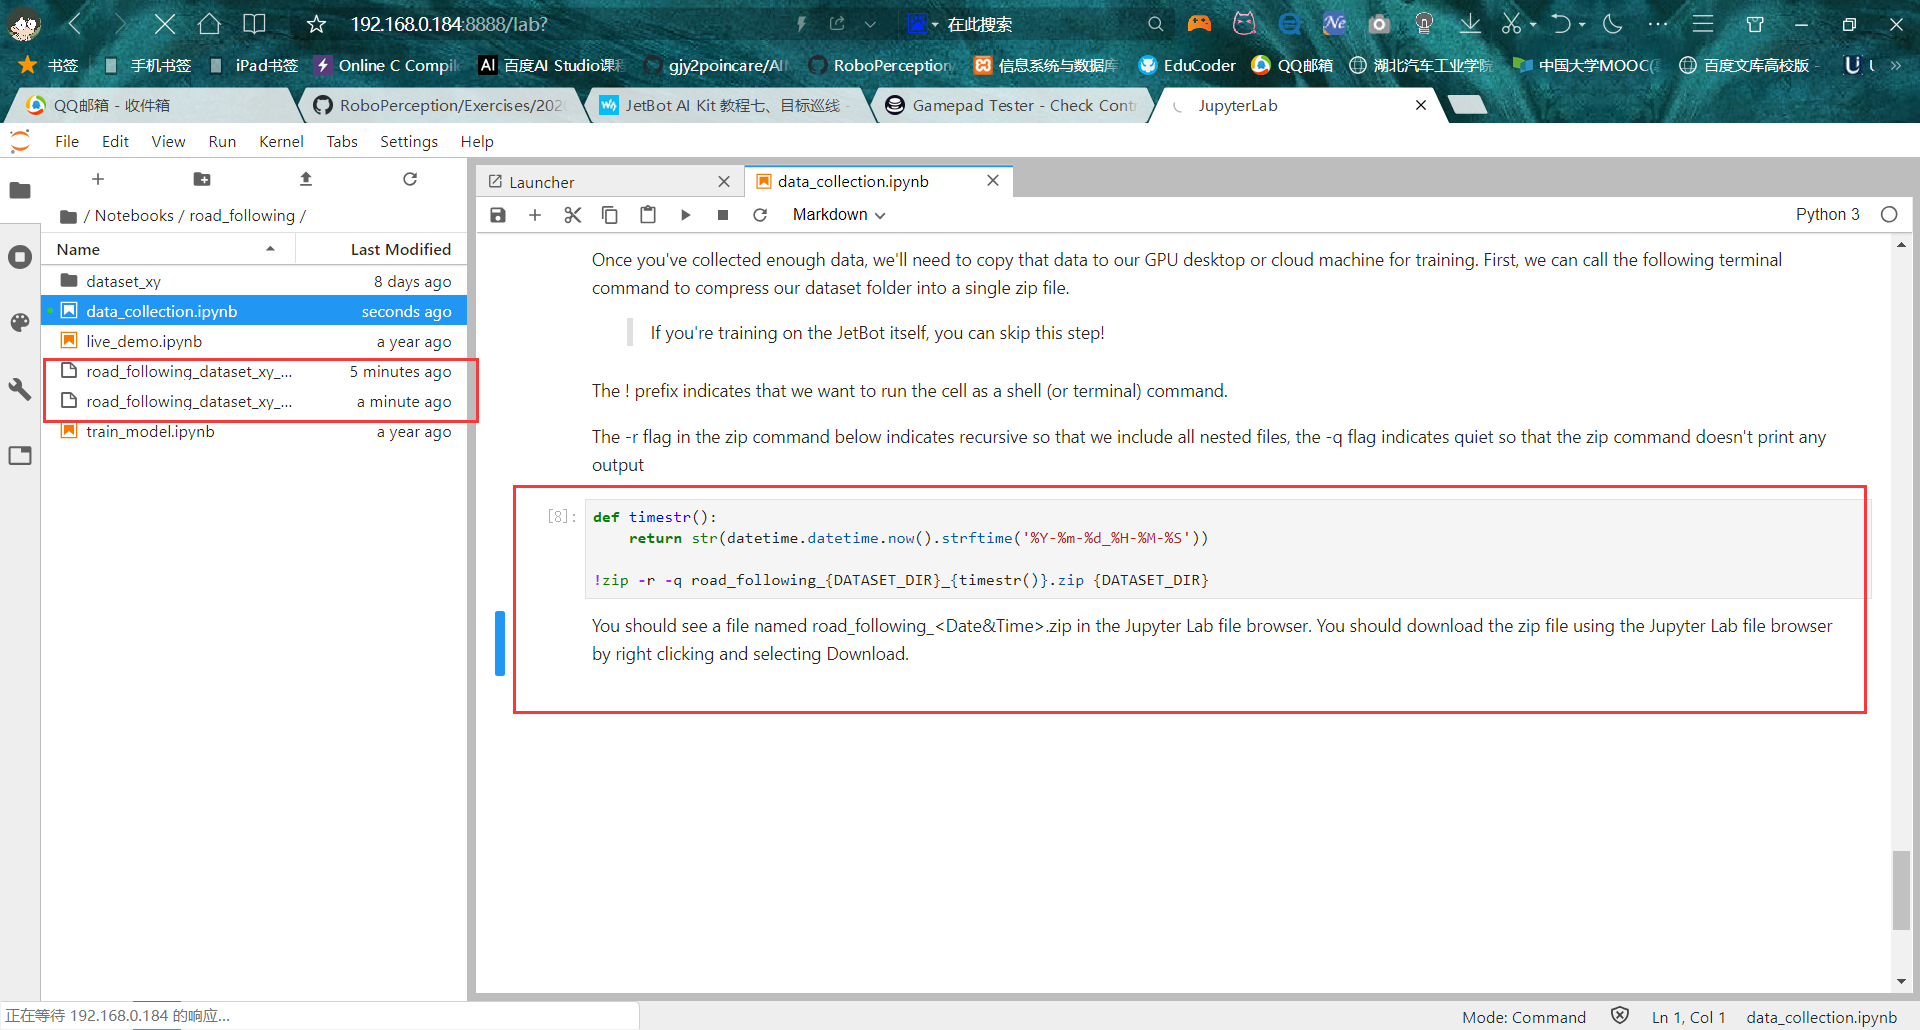 192.168.0.184:8888/lab?
在此搜索
书签 手机书签 iPad书签 Online C Compil 百度AI Studio课程 gjy2poincare/AI RoboPerception 信息系统与数据库 EduCoder QQ邮箱 湖北汽车工业学院 中国大学MOOC( 百度文库高校版
QQ邮箱 - 收件箱 RoboPerception/Exercises/202 JetBot AI Kit 教程七、目标巡线 - Gamepad Tester - Check Contr JupyterLab
File Edit View Run Kernel Tabs Settings Help
Launcher data_collection.ipynb
Markdown Python 3
/ Notebooks / road_following /
Name Last Modified
dataset_xy 8 days ago
data_collection.ipynb seconds ago
live_demo.ipynb a year ago
road_following_dataset_xy_... 5 minutes ago
road_following_dataset_xy_... a minute ago
train_model.ipynb a year ago
Once you've collected enough data, we'll need to copy that data to our GPU desktop or cloud machine for training. First, we can call the following terminal
command to compress our dataset folder into a single zip file.
If you're training on the JetBot itself, you can skip this step!
The ! prefix indicates that we want to run the cell as a shell (or terminal) command.
The -r flag in the zip command below indicates recursive so that we include all nested files, the -q flag indicates quiet so that the zip command doesn't print any
output
[8]: def timestr():
return str(datetime.datetime.now().strftime('%Y-%m-%d_%H-%M-%S'))
!zip -r -q road_following_{DATASET_DIR}_{timestr()}.zip {DATASET_DIR}
You should see a file named road_following_<Date&Time>.zip in the Jupyter Lab file browser. You should download the zip file using the Jupyter Lab file browser
by right clicking and selecting Download.
正在等待 192.168.0.184 的响应...
Mode: Command Ln 1, Col 1 data_collection.ipynb